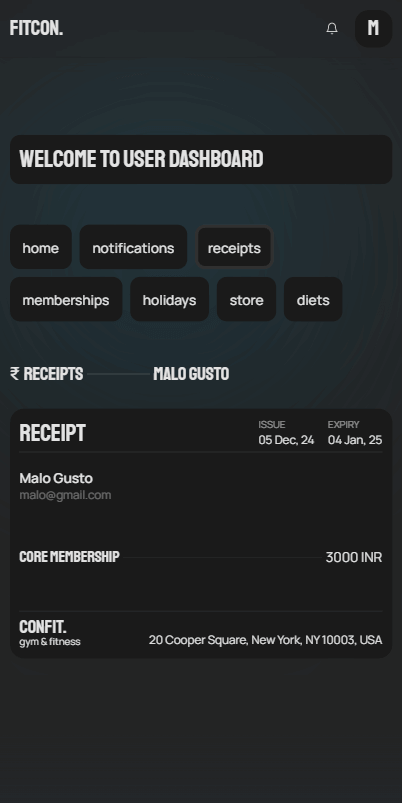 FITCON.
M
WELCOME TO USER DASHBOARD
home notifications receipts
memberships holidays store diets
₹ RECEIPTS MALO GUSTO
RECEIPT
ISSUE EXPIRY
05 Dec, 24 04 Jan, 25
Malo Gusto
malo@gmail.com
CORE MEMBERSHIP 3000 INR
CONFIT.
gym & fitness
20 Cooper Square, New York, NY 10003, USA